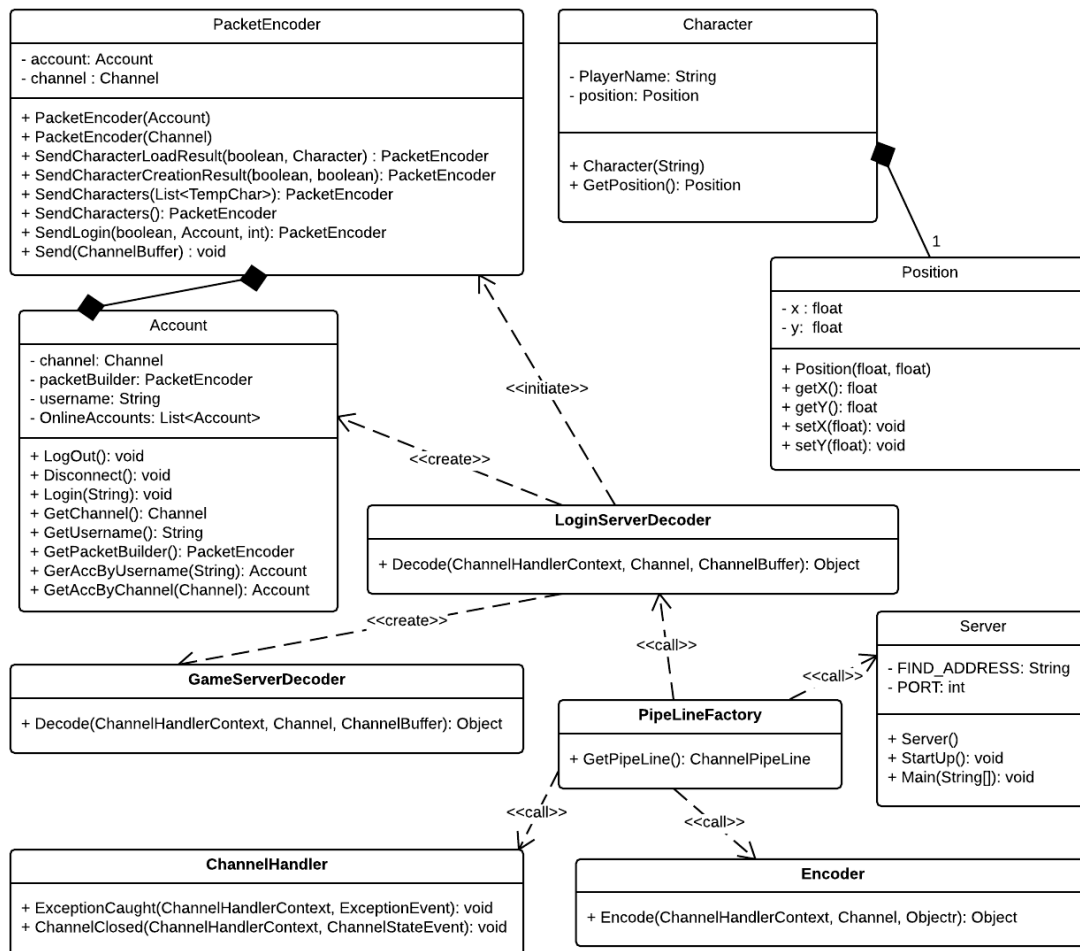 PacketEncoder
- account: Account
- channel : Channel
+ PacketEncoder(Account)
+ PacketEncoder(Channel)
+ SendCharacterLoadResult(boolean, Character) : PacketEncoder
+ SendCharacterCreationResult(boolean, boolean): PacketEncoder
+ SendCharacters(List<TempChar>): PacketEncoder
+ SendCharacters(): PacketEncoder
+ SendLogin(boolean, Account, int): PacketEncoder
+ Send(ChannelBuffer) : void
Character
- PlayerName: String
- position: Position
+ Character(String)
+ GetPosition(): Position
1
Position
- x : float
- y: float
+ Position(float, float)
+ getX(): float
+ getY(): float
+ setX(float): void
+ setY(float): void
Account
- channel: Channel
- packetBuilder: PacketEncoder
- username: String
- OnlineAccounts: List<Account>
+ LogOut(): void
+ Disconnect(): void
+ Login(String): void
+ GetChannel(): Channel
+ GetUsername(): String
+ GetPacketBuilder(): PacketEncoder
+ GerAccByUsername(String): Account
+ GetAccByChannel(Channel): Account
<<initiate>>
<<create>>
LoginServerDecoder
+ Decode(ChannelHandlerContext, Channel, ChannelBuffer): Object
<<create>>
<<call>>
<<call>>
GameServerDecoder
+ Decode(ChannelHandlerContext, Channel, ChannelBuffer): Object
PipeLineFactory
+ GetPipeLine(): ChannelPipeLine
Server
- FIND_ADDRESS: String
- PORT: int
+ Server()
+ StartUp(): void
+ Main(String[]): void
<<call>>
<<call>>
ChannelHandler
+ ExceptionCaught(ChannelHandlerContext, ExceptionEvent): void
+ ChannelClosed(ChannelHandlerContext, ChannelStateEvent): void
Encoder
+ Encode(ChannelHandlerContext, Channel, Objectr): Object